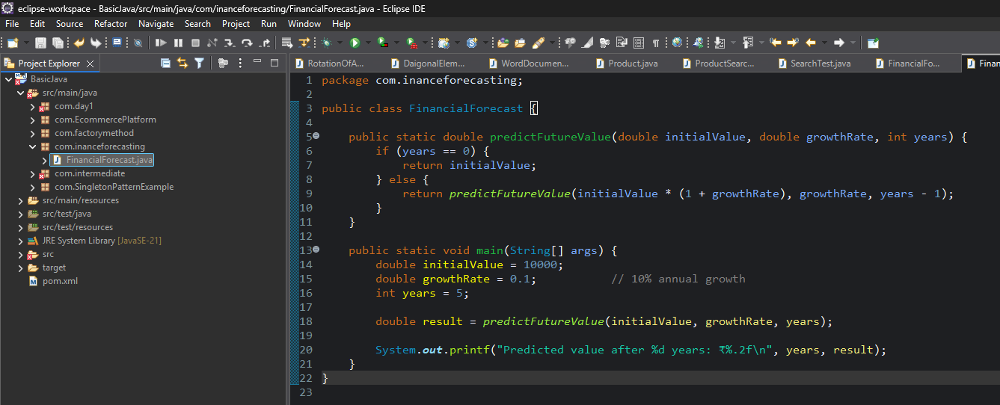 eclipse-workspace - BasicJava/src/main/java/com/inanceforecasting/FinancialForecast.java - Eclipse IDE
File Edit Source Refactor Navigate Search Project Run Window Help
Project Explorer
BasicJava
src/main/java
com.day1
com.EcommercePlatform
com.factorymethod
com.inanceforecasting
FinancialForecast.java
com.intermediate
com.SingletonPatternExample
src/main/resources
src/test/java
src/test/resources
JRE System Library [JavaSE-21]
src
target
pom.xml
RotationOfA... DaigonalElem... WordDocumen... Product.java ProductSearc... SearchTest.java FinancialFo... Finan
1 package com.inanceforecasting;
2
3 public class FinancialForecast {
4
5 public static double predictFutureValue(double initialValue, double growthRate, int years) {
6 if (years == 0) {
7 return initialValue;
8 } else {
9 return predictFutureValue(initialValue * (1 + growthRate), growthRate, years - 1);
10 }
11 }
12
13 public static void main(String[] args) {
14 double initialValue = 10000;
15 double growthRate = 0.1; // 10% annual growth
16 int years = 5;
17
18 double result = predictFutureValue(initialValue, growthRate, years);
19
20 System.out.printf("Predicted value after %d years: ₹%.2f\n", years, result);
21 }
22 }
23